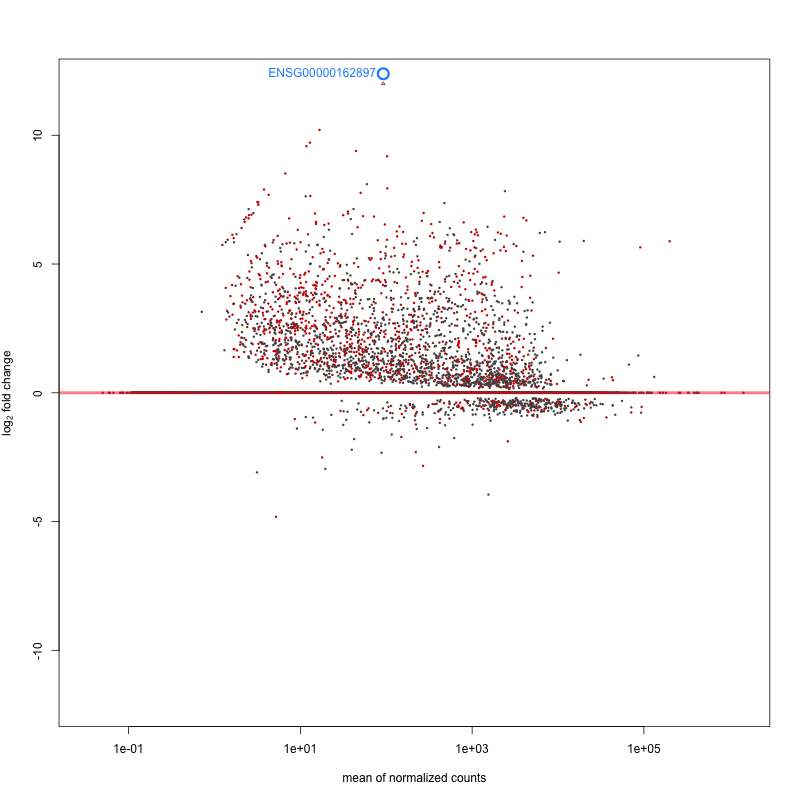 ENSG00000162897
10
5
0
-5
-10
log2 fold change
1e-01
1e+01
1e+03
1e+05
mean of normalized counts